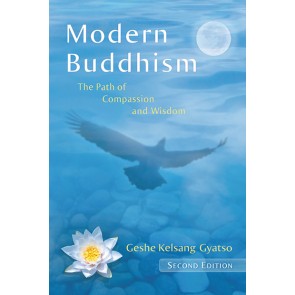 Modern
Buddhism
The Path of
Compassion
and Wisdom
Geshe Kelsang Gyatso
Second Edition